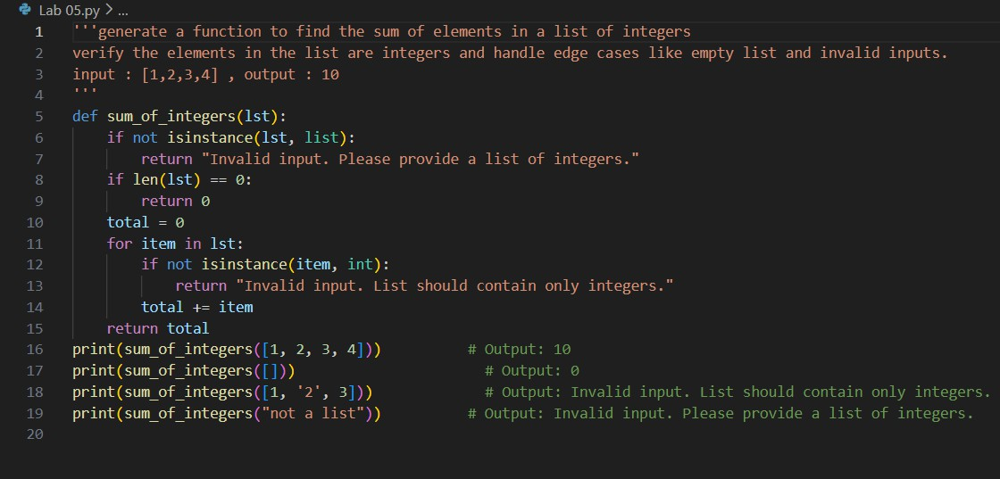 Lab 05.py > ...
1 '''generate a function to find the sum of elements in a list of integers
2 verify the elements in the list are integers and handle edge cases like empty list and invalid inputs.
3 input : [1,2,3,4] , output : 10
4 '''
5 def sum_of_integers(lst):
6     if not isinstance(lst, list):
7         return "Invalid input. Please provide a list of integers."
8     if len(lst) == 0:
9         return 0
10     total = 0
11     for item in lst:
12         if not isinstance(item, int):
13             return "Invalid input. List should contain only integers."
14         total += item
15     return total
16 print(sum_of_integers([1, 2, 3, 4]))          # Output: 10
17 print(sum_of_integers([]))                      # Output: 0
18 print(sum_of_integers([1, '2', 3]))             # Output: Invalid input. List should contain only integers.
19 print(sum_of_integers("not a list"))          # Output: Invalid input. Please provide a list of integers.
20